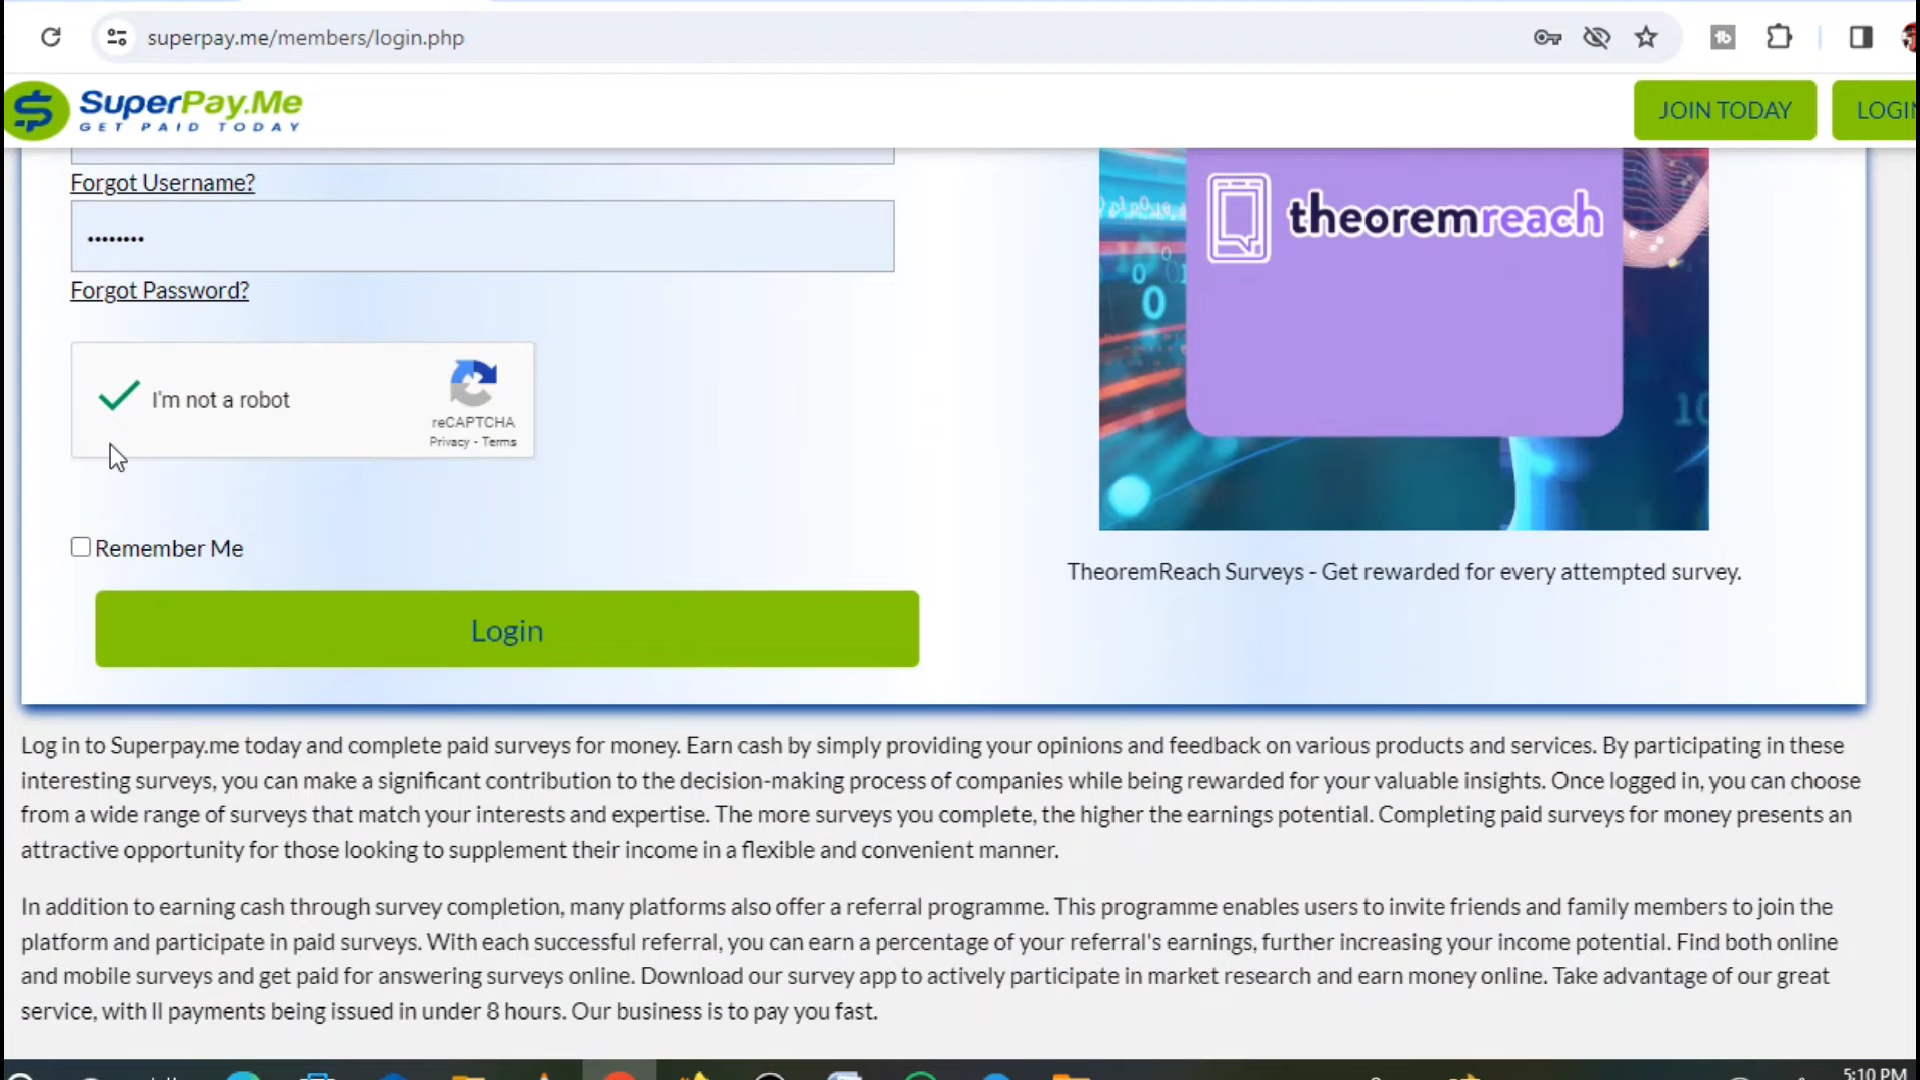 superpay.me/members/login.php
SuperPay.Me
GET PAID TODAY
JOIN TODAY
LOGIN
Forgot Username?
••••••••
Forgot Password?
I'm not a robot
reCAPTCHA
Privacy - Terms
Remember Me
Login
theoremreach
TheoremReach Surveys - Get rewarded for every attempted survey.
Log in to Superpay.me today and complete paid surveys for money. Earn cash by simply providing your opinions and feedback on various products and services. By participating in these
interesting surveys, you can make a significant contribution to the decision-making process of companies while being rewarded for your valuable insights. Once logged in, you can choose
from a wide range of surveys that match your interests and expertise. The more surveys you complete, the higher the earnings potential. Completing paid surveys for money presents an
attractive opportunity for those looking to supplement their income in a flexible and convenient manner.
In addition to earning cash through survey completion, many platforms also offer a referral programme. This programme enables users to invite friends and family members to join the
platform and participate in paid surveys. With each successful referral, you can earn a percentage of your referral's earnings, further increasing your income potential. Find both online
and mobile surveys and get paid for answering surveys online. Download our survey app to actively participate in market research and earn money online. Take advantage of our great
service, with ll payments being issued in under 8 hours. Our business is to pay you fast.
5:10 PM